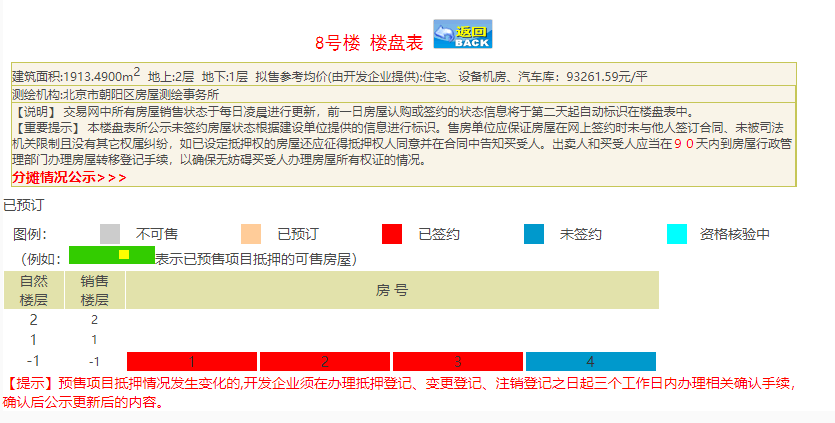 8号楼 楼盘表 返回 BACK
建筑面积:1913.4900m2 地上:2层 地下:1层 拟售参考均价(由开发企业提供):住宅、设备机房、汽车库：93261.59元/平
测绘机构:北京市朝阳区房屋测绘事务所
【说明】 交易网中所有房屋销售状态于每日凌晨进行更新，前一日房屋认购或签约的状态信息将于第二天起自动标识在楼盘表中。
【重要提示】 本楼盘表所公示未签约房屋状态根据建设单位提供的信息进行标识。售房单位应保证房屋在网上签约时未与他人签订合同、未被司法
机关限制且没有其它权属纠纷，如已设定抵押权的房屋还应征得抵押权人同意并在合同中告知买受人。出卖人和买受人应当在９０天内到房屋行政管
理部门办理房屋转移登记手续，以确保无妨碍买受人办理房屋所有权证的情况。
分摊情况公示>>>
已预订
图例： 不可售 已预订 已签约 未签约 资格核验中
（例如： 表示已预售项目抵押的可售房屋）
自然 销售
楼层 楼层 房 号
2 2
1 1
-1 -1 1 2 3 4
【提示】预售项目抵押情况发生变化的,开发企业须在办理抵押登记、变更登记、注销登记之日起三个工作日内办理相关确认手续，
确认后公示更新后的内容。